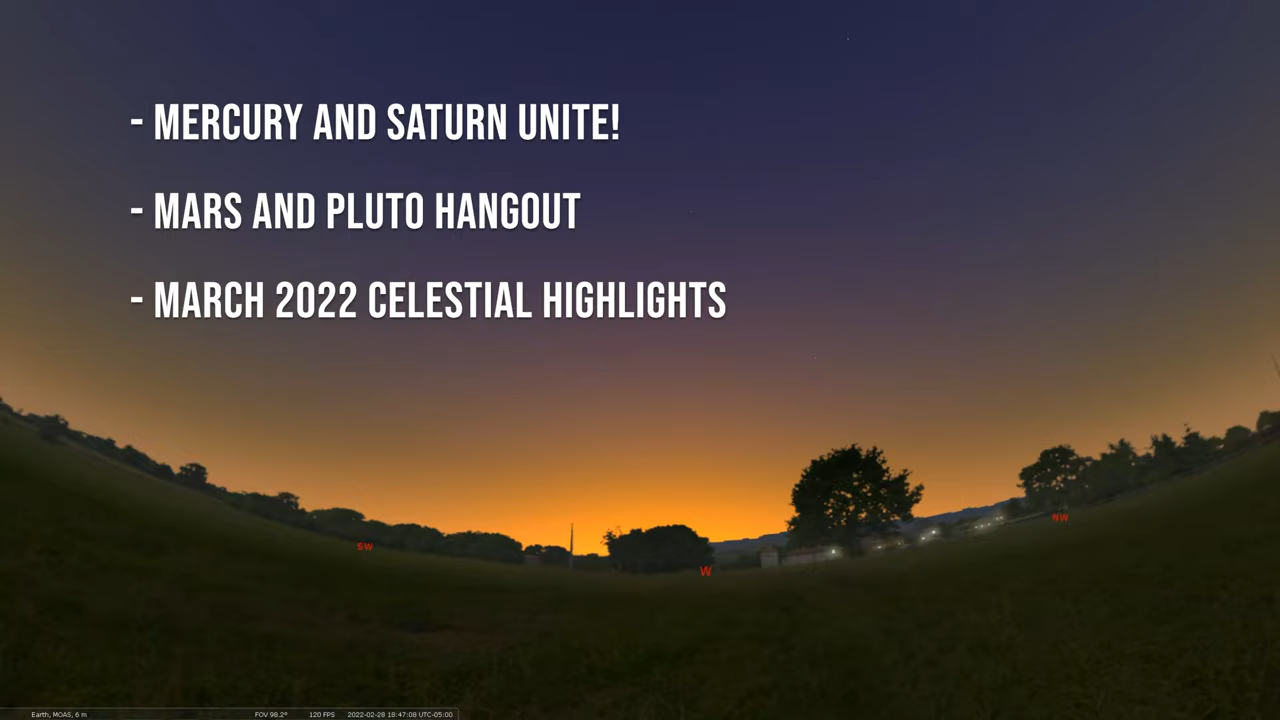 - MERCURY AND SATURN UNITE!
- MARS AND PLUTO HANGOUT
- MARCH 2022 CELESTIAL HIGHLIGHTS
SW
W
NW
Earth, MOAS, 6 m FOV 98.2° 120 FPS 2022-02-28 18:47:08 UTC-05:00